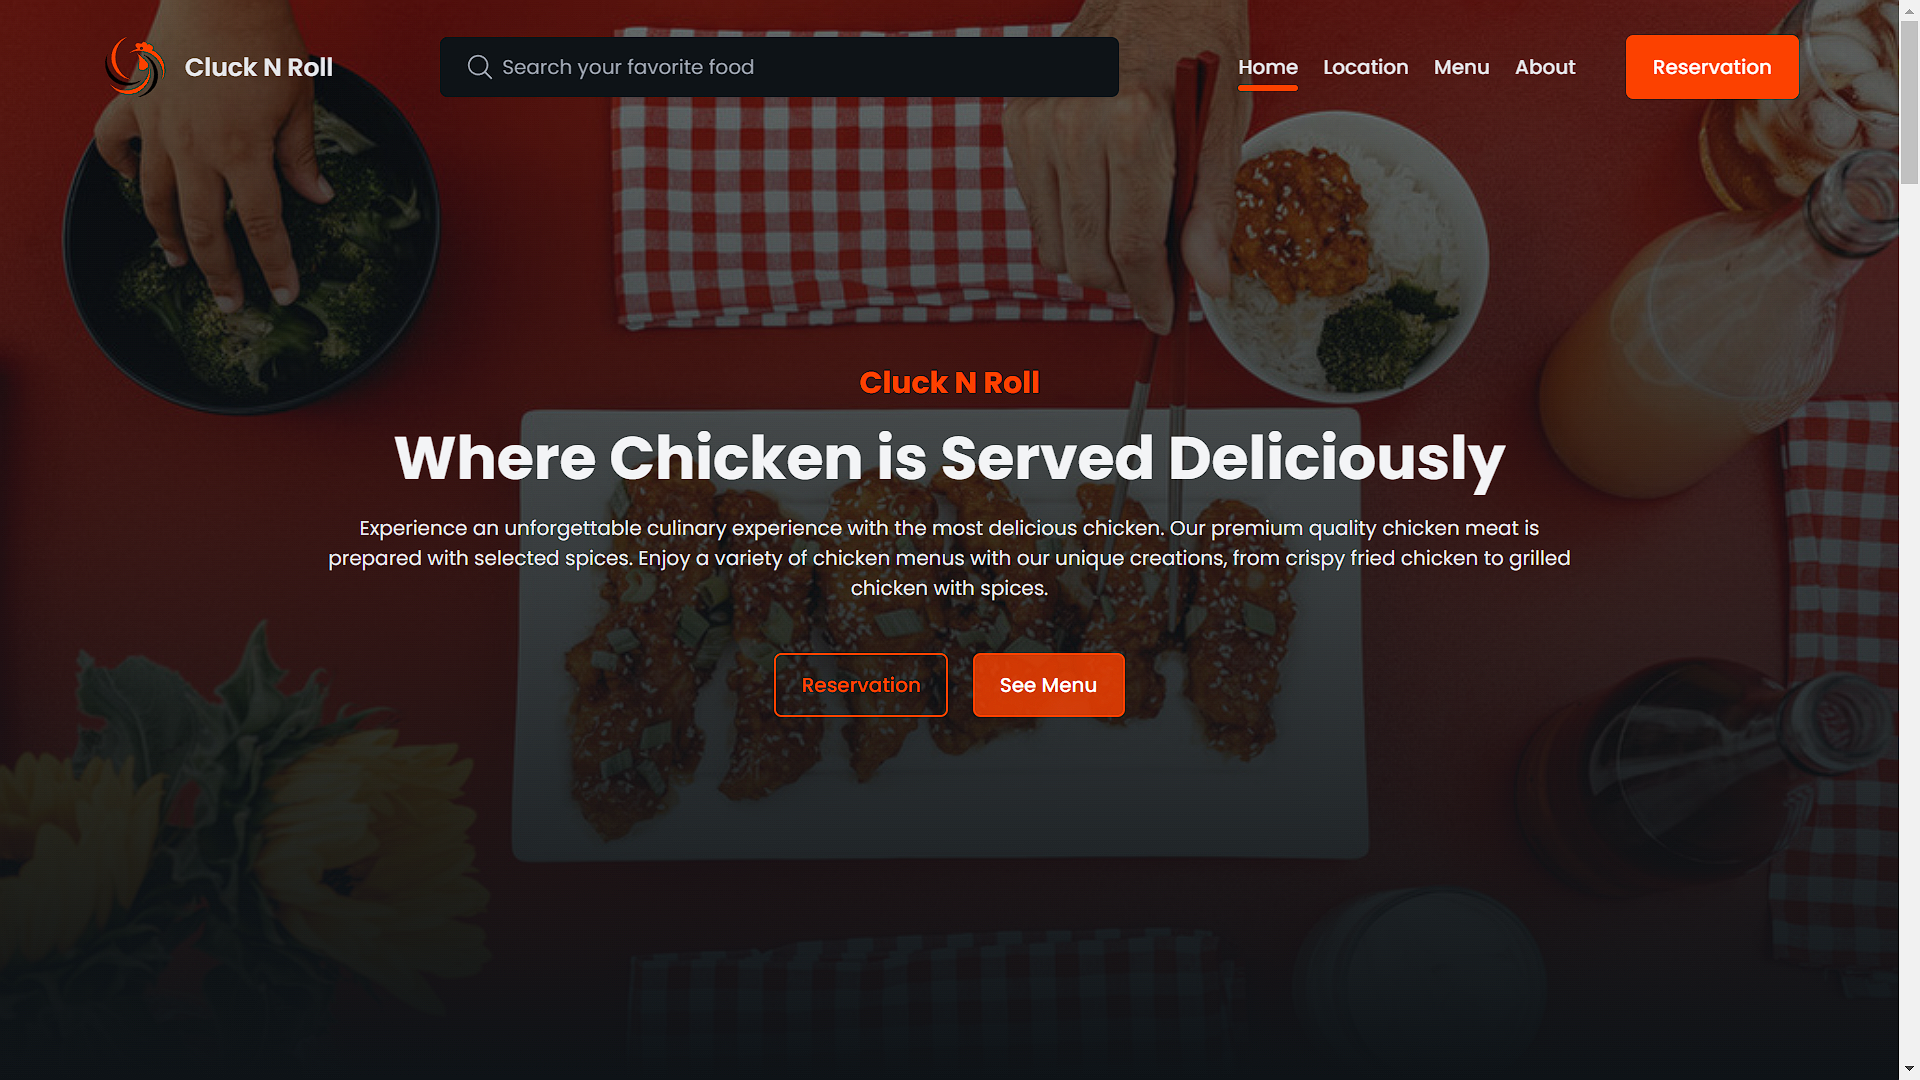 Cluck N Roll
Search your favorite food
Home
Location
Menu
About
Reservation
Cluck N Roll
Where Chicken is Served Deliciously
Experience an unforgettable culinary experience with the most delicious chicken. Our premium quality chicken meat is
prepared with selected spices. Enjoy a variety of chicken menus with our unique creations, from crispy fried chicken to grilled
chicken with spices.
Reservation
See Menu